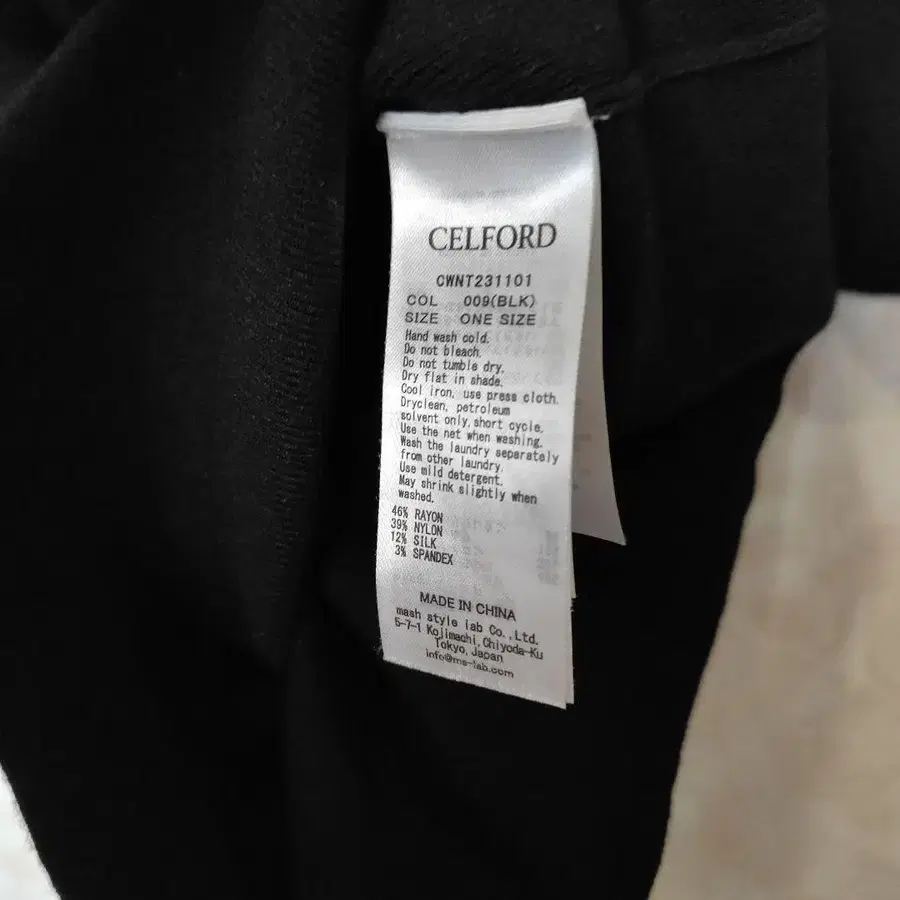 CELFORD
CWNT231101
COL 009(BLK)
SIZE ONE SIZE
Hand wash cold.
Do not bleach.
Do not tumble dry.
Dry flat in shade.
Cool iron, use press cloth.
Dryclean, petroleum
solvent only, short cycle.
Use the net when washing.
Wash the laundry separately
from other laundry.
Use mild detergent.
May shrink slightly when
washed.
46% RAYON
39% NYLON
12% SILK
3% SPANDEX
MADE IN CHINA
mash style lab Co., Ltd.
5-7-1 Kojimachi, Chiyoda-Ku
Tokyo, Japan
info@ms-lab.com